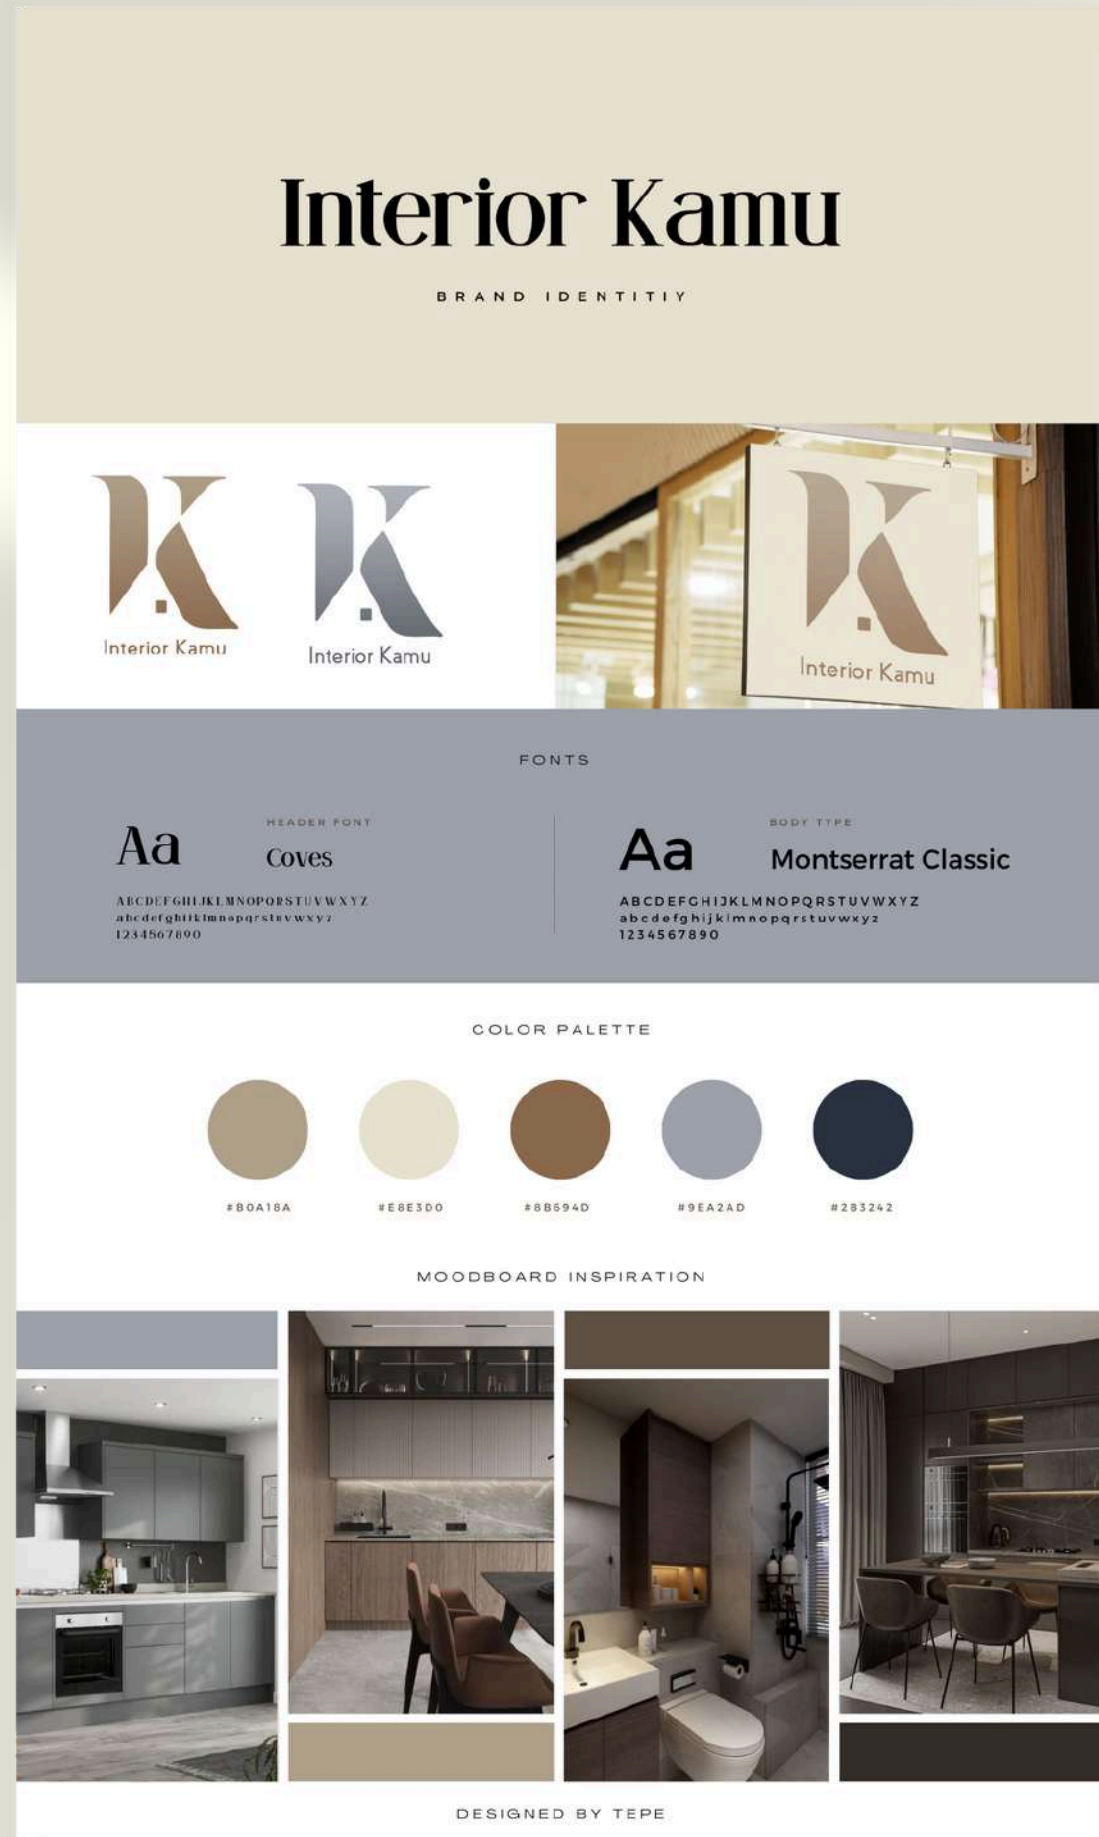 Interior Kamu
BRAND IDENTITIY
Interior Kamu
Interior Kamu
Interior Kamu
FONTS
Aa
HEADER FONT
Coves
ABCDEFGHIJKLMNOPQRSTUVWXYZ
abcdefghijklmnopqrstuvwxyz
1234567890
Aa
BODY TYPE
Montserrat Classic
ABCDEFGHIJKLMNOPQRSTUVWXYZ
abcdefghijklmnopqrstuvwxyz
1234567890
COLOR PALETTE
#B0A18A
#E8E3D0
#8B694D
#9EA2AD
#2B3242
MOODBOARD INSPIRATION
DESIGNED BY TEPE